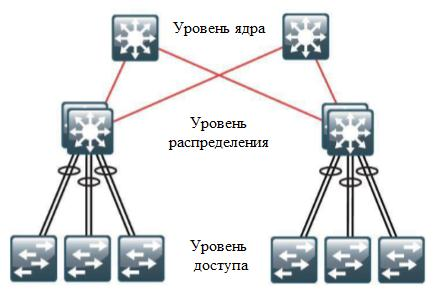 Уровень ядра
Уровень
распределения
Уровень
доступа